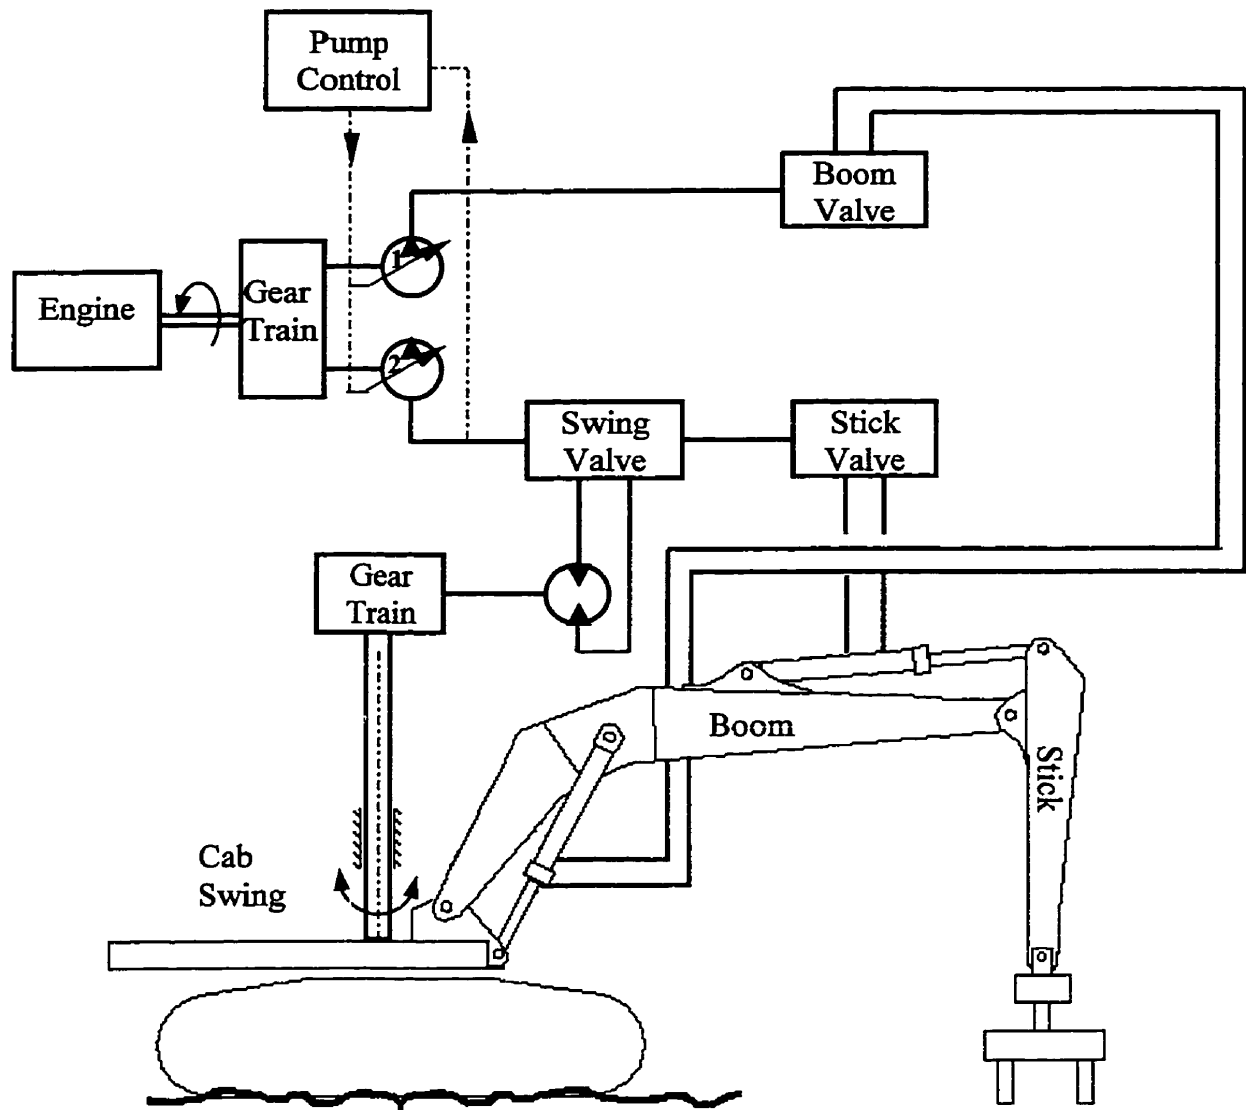 Pump
Control
Boom
Valve
1
Engine
Gear
Train
2
Swing
Valve
Stick
Valve
Gear
Train
Boom
Stick
Cab
Swing